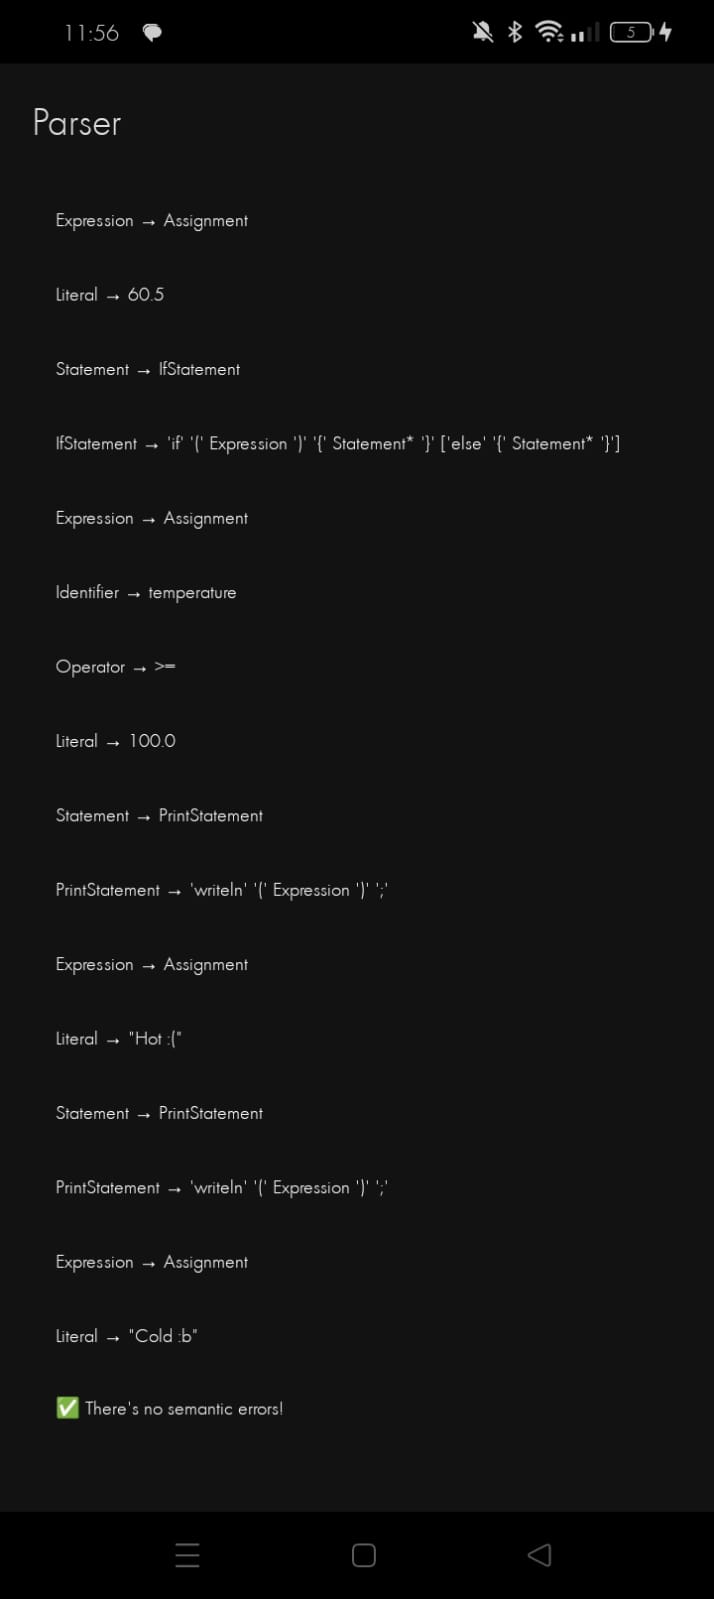 11:56
5
Parser
Expression → Assignment
Literal → 60.5
Statement → IfStatement
IfStatement → 'if' '(' Expression ')' '{' Statement* '}' ['else' '{' Statement* '}']
Expression → Assignment
Identifier → temperature
Operator → >=
Literal → 100.0
Statement → PrintStatement
PrintStatement → 'writeln' '(' Expression ')' ';'
Expression → Assignment
Literal → "Hot :("
Statement → PrintStatement
PrintStatement → 'writeln' '(' Expression ')' ';'
Expression → Assignment
Literal → "Cold :b"
✅ There's no semantic errors!